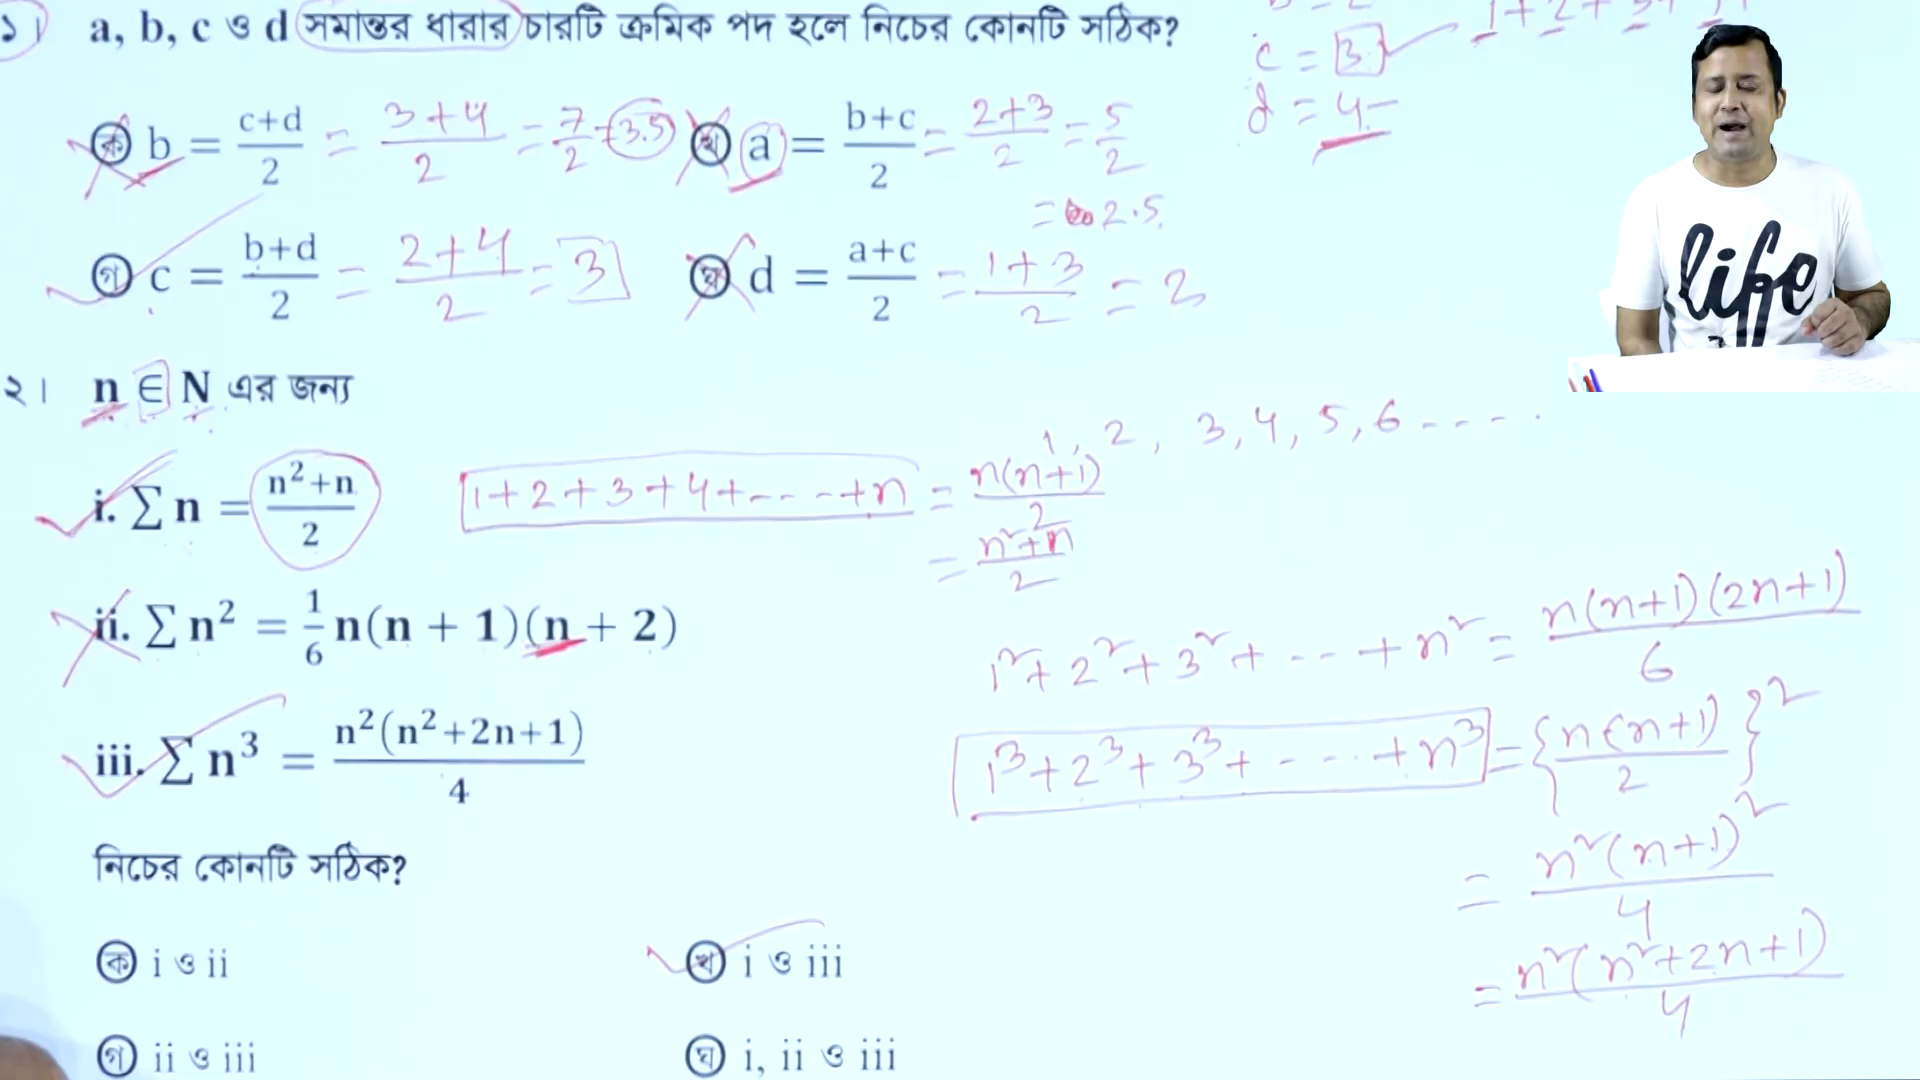 ১। a, b, c ও d সমান্তর ধারার চারটি ক্রমিক পদ হলে নিচের কোনটি সঠিক?
1+2+3+
c = 3
d = 4
ক b = c+d/2 = 3+4/2 = 7/2 = 3.5
খ a = b+c/2 = 2+3/2 = 5/2
= 2.5
গ c = b+d/2 = 2+4/2 = 3
ঘ d = a+c/2 = 1+3/2 = 2
life
২। n ∈ N এর জন্য
1, 2, 3, 4, 5, 6 - - - -
i. ∑ n = n²+n/2
1+2+3+4+---+n = n(n+1)/2
= n²+n/2
ii. ∑ n² = 1/6 n(n + 1)(n + 2)
1²+2²+3²+ --- +n² = n(n+1)(2n+1)/6
iii. ∑ n³ = n²(n²+2n+1)/4
1³+2³+3³+ - - - - +n³ = {n(n+1)/2}²
= n²(n+1)²/4
= n²(n²+2n+1)/4
নিচের কোনটি সঠিক?
ক i ও ii
খ i ও iii
গ ii ও iii
ঘ i, ii ও iii